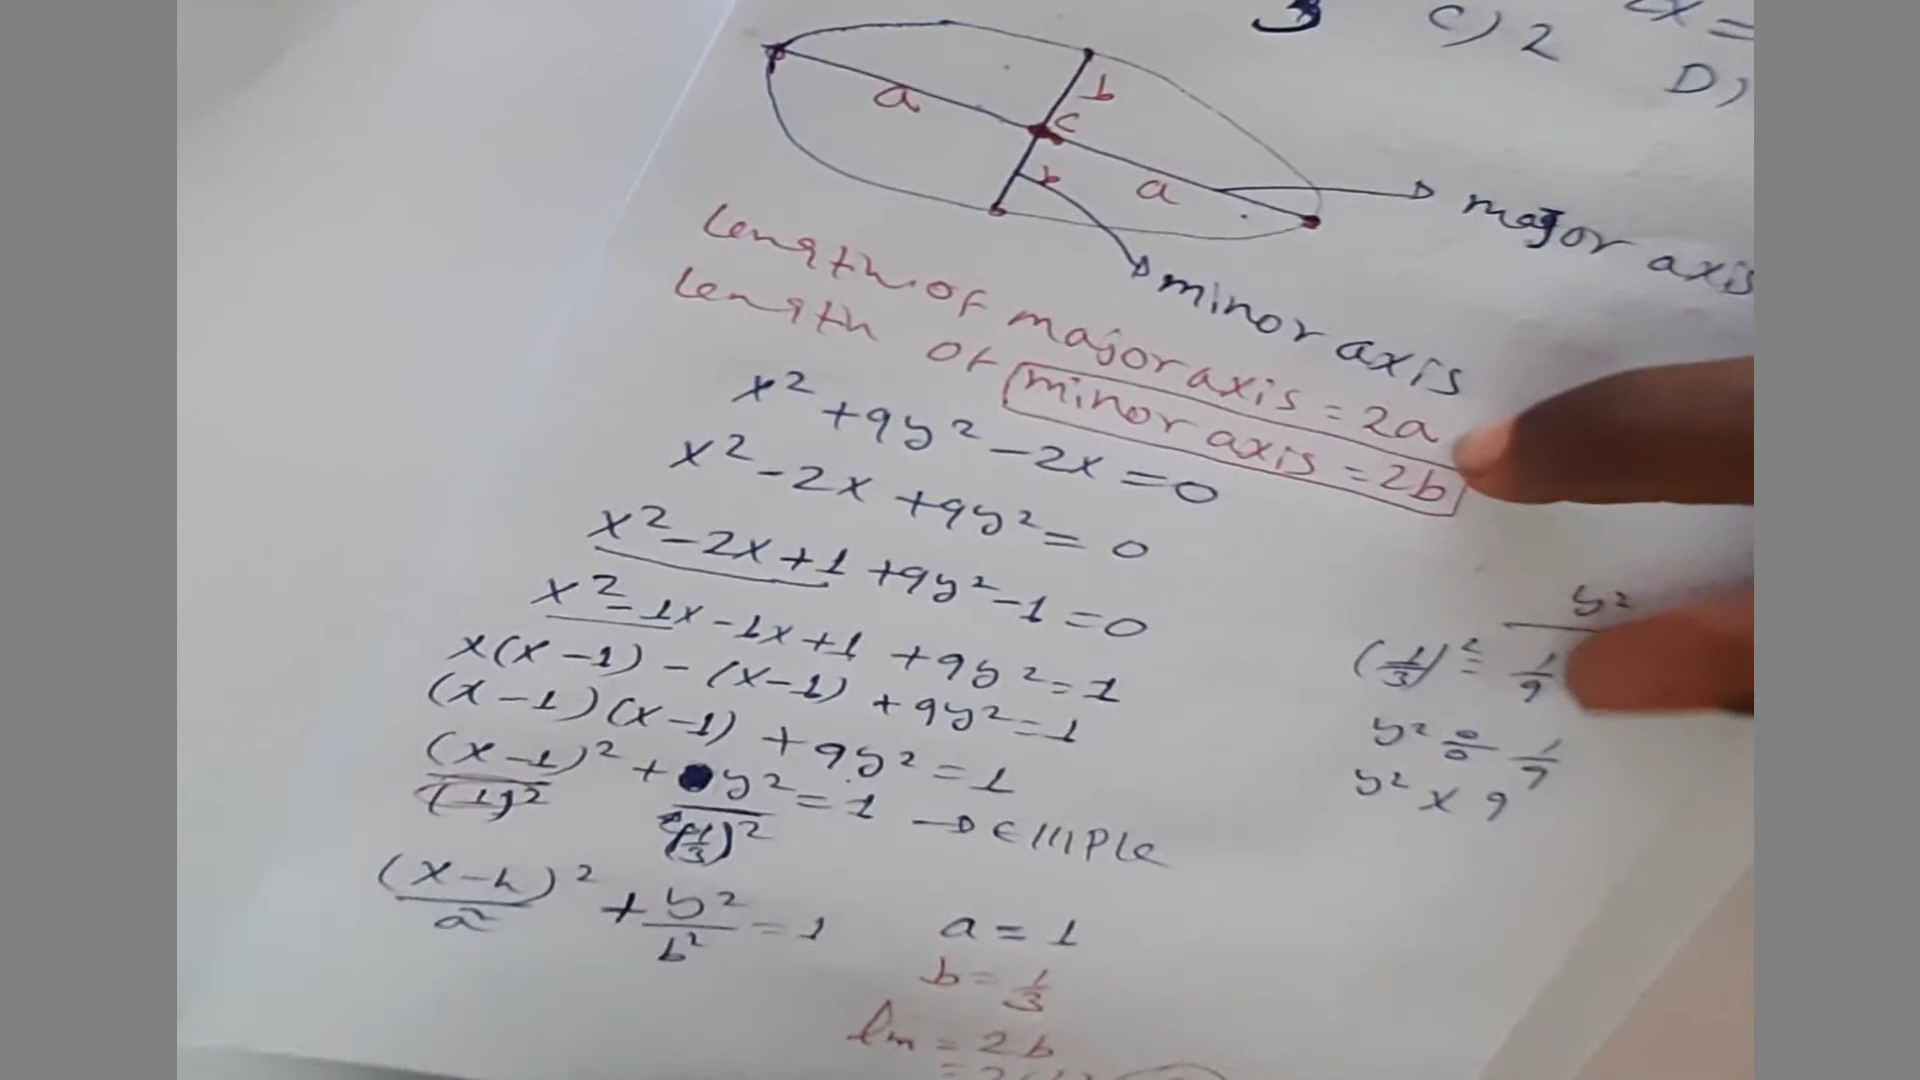 3 C) 2 2x =
D)
b
a
C
b
a
major axis
minor axis
Length of major axis = 2a
Length of minor axis = 2b
x² + 9y² - 2x = 0
x² - 2x + 9y² = 0
x² - 2x + 1 + 9y² - 1 = 0
x² - 1x - 1x + 1 + 9y² = 1
x(x - 1) - (x - 1) + 9y² = 1
(x - 1)(x - 1) + 9y² = 1
(x - 1)²/(1)² + y²/(1/3)² = 1 → Elliple
(x - h)²/a² + y²/b² = 1
a = 1
b = 1/3
lm = 2b
y²
(1/3)² = 1/9
y² ÷ 1/9
y² x 9